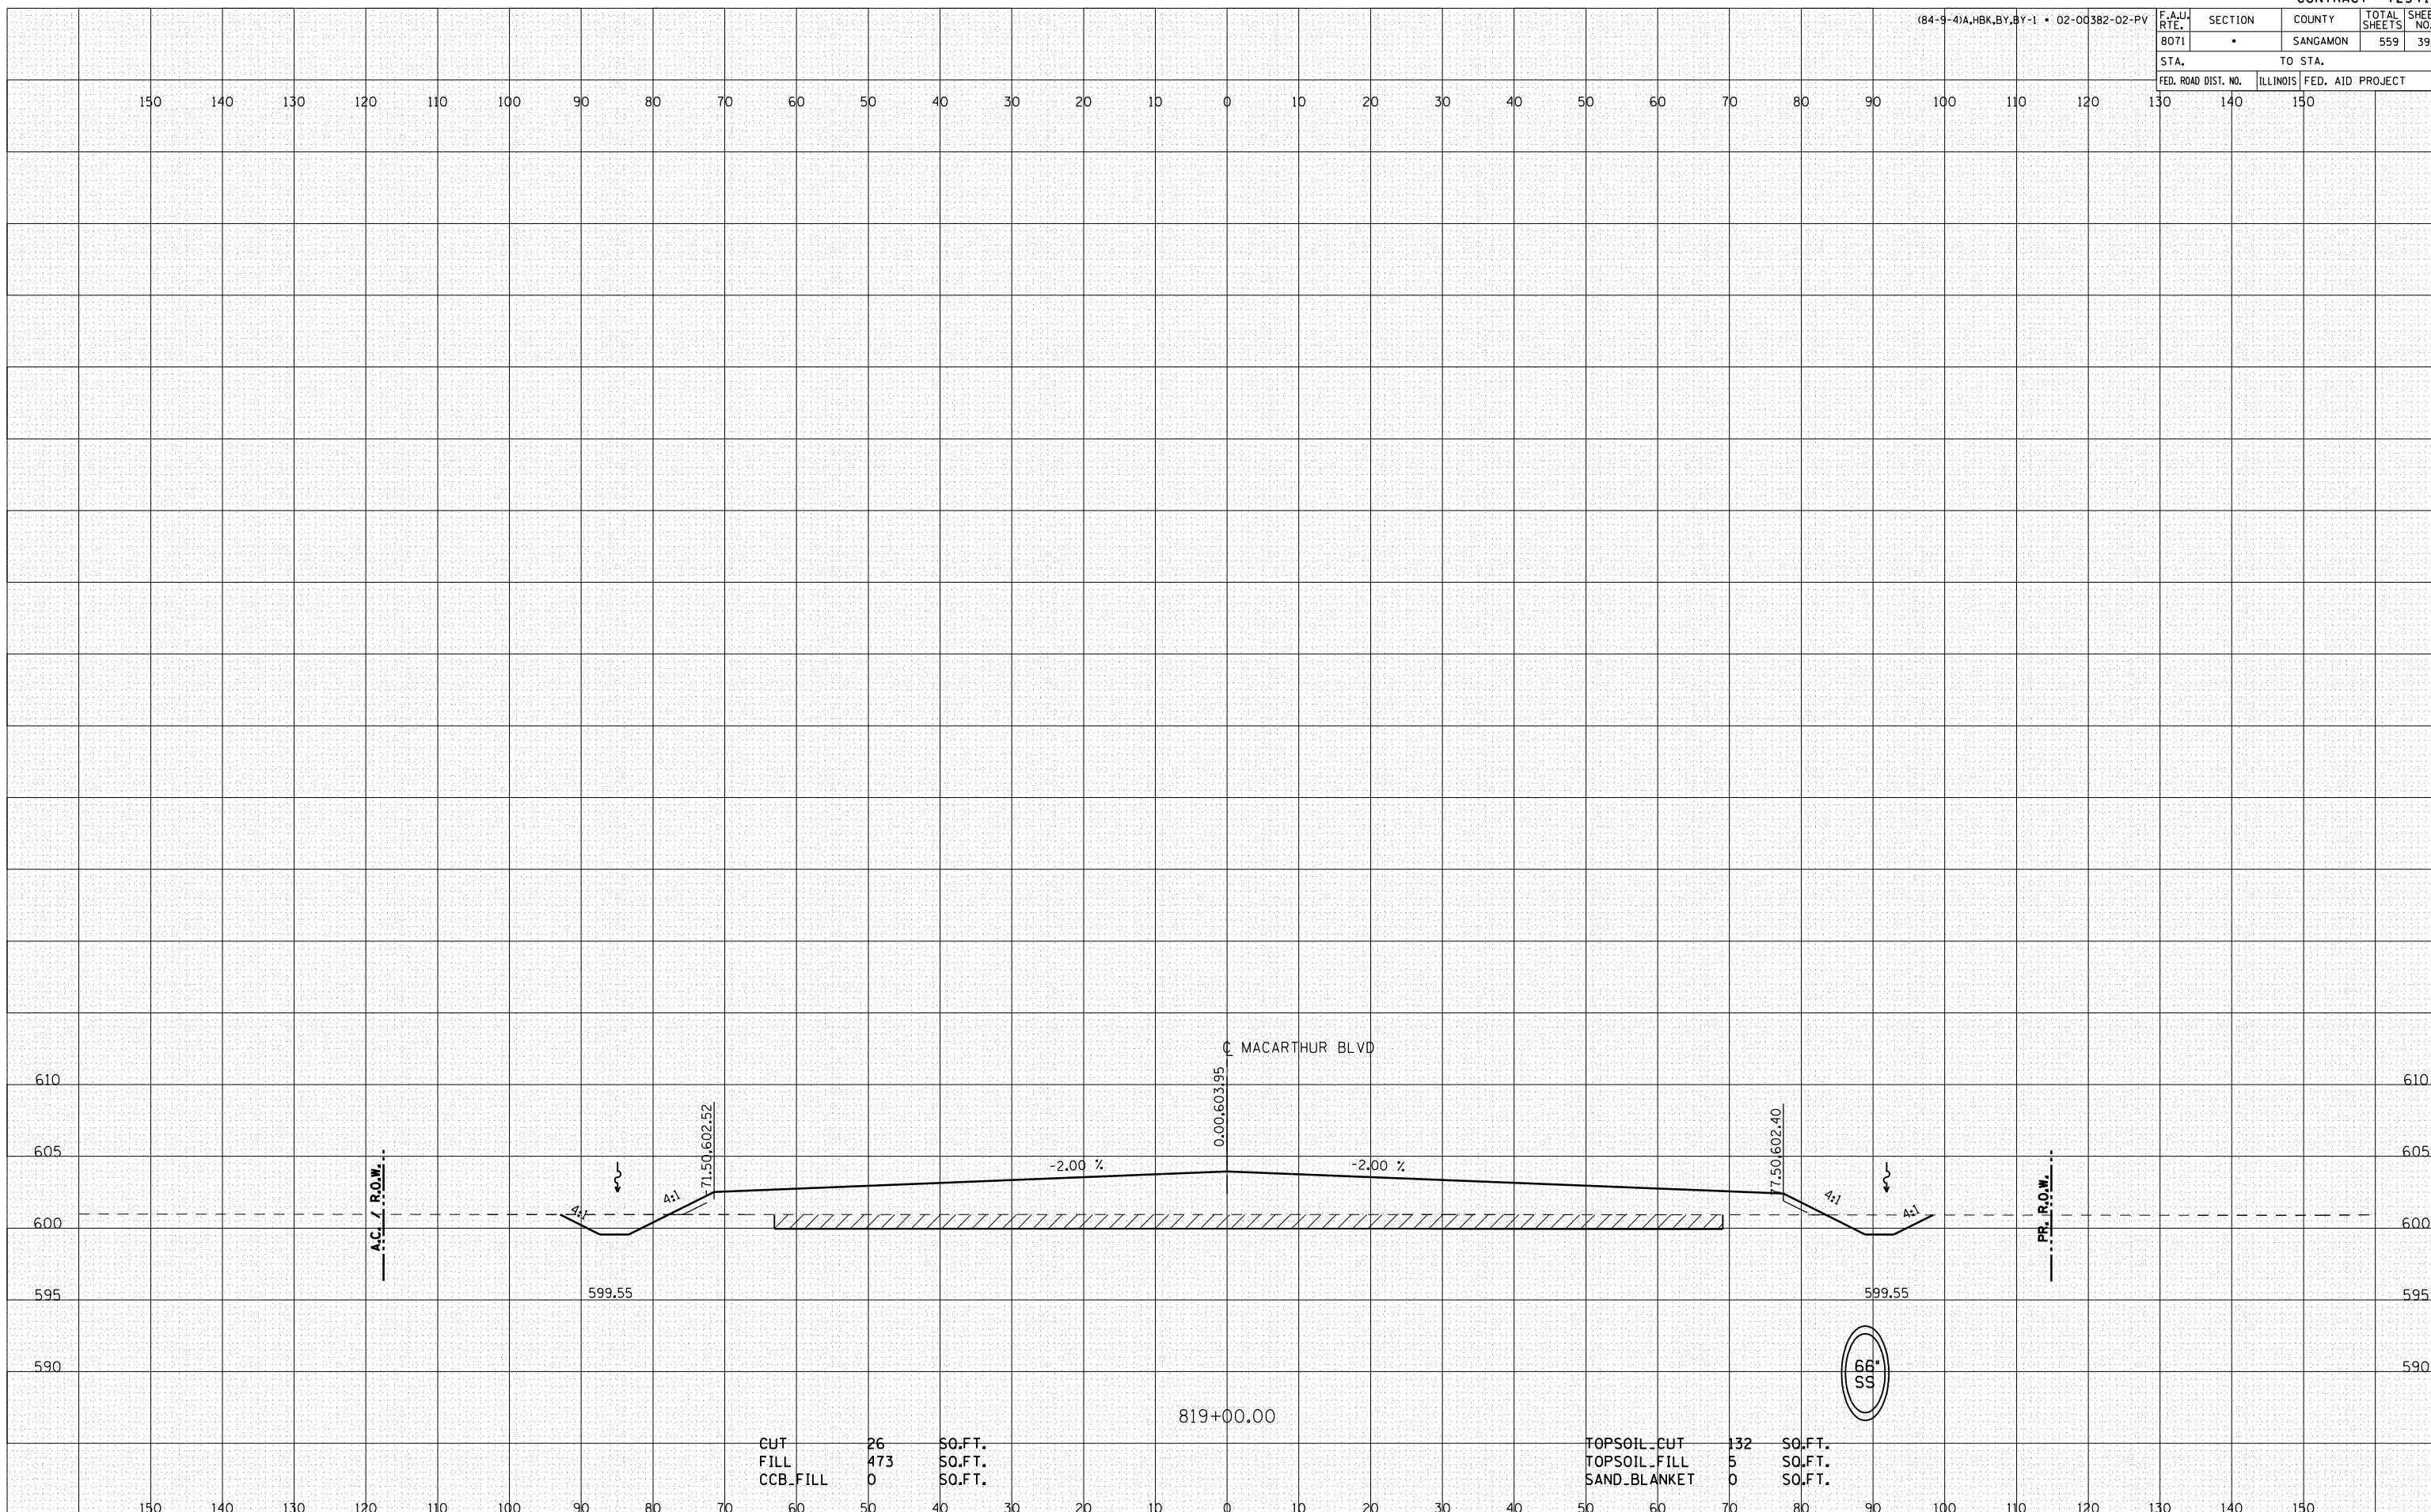 (84-9-4)A,HBK,BY,BY-1 • 02-00382-02-PV
F.A.U. RTE. SECTION COUNTY TOTAL SHEETS
8071 • SANGAMON 559
STA. TO STA.
FED. ROAD DIST. NO. ILLINOIS FED. AID PROJECT
150 140 130 120 110 100 90 80 70 60 50 40 30 20 10 0 10 20 30 40 50 60 70 80 90 100 110 120 130 140 150
℄ MACARTHUR BLVD
610 610
0.00,603.95
-71.50,602.52
77.50,602.40
605 605
-2.00 % -2.00 %
A.C. / R.O.W.
4:1 4:1
4:1 4:1
PR. R.O.W.
600 600
599.55 599.55
595 595
590 590
66"
SS
819+00.00
CUT 26 SQ.FT.
FILL 473 SQ.FT.
CCB_FILL 0 SQ.FT.
TOPSOIL_CUT 132 SQ.FT.
TOPSOIL_FILL 5 SQ.FT.
SAND_BLANKET 0 SQ.FT.
150 140 130 120 110 100 90 80 70 60 50 40 30 20 10 0 10 20 30 40 50 60 70 80 90 100 110 120 130 140 150